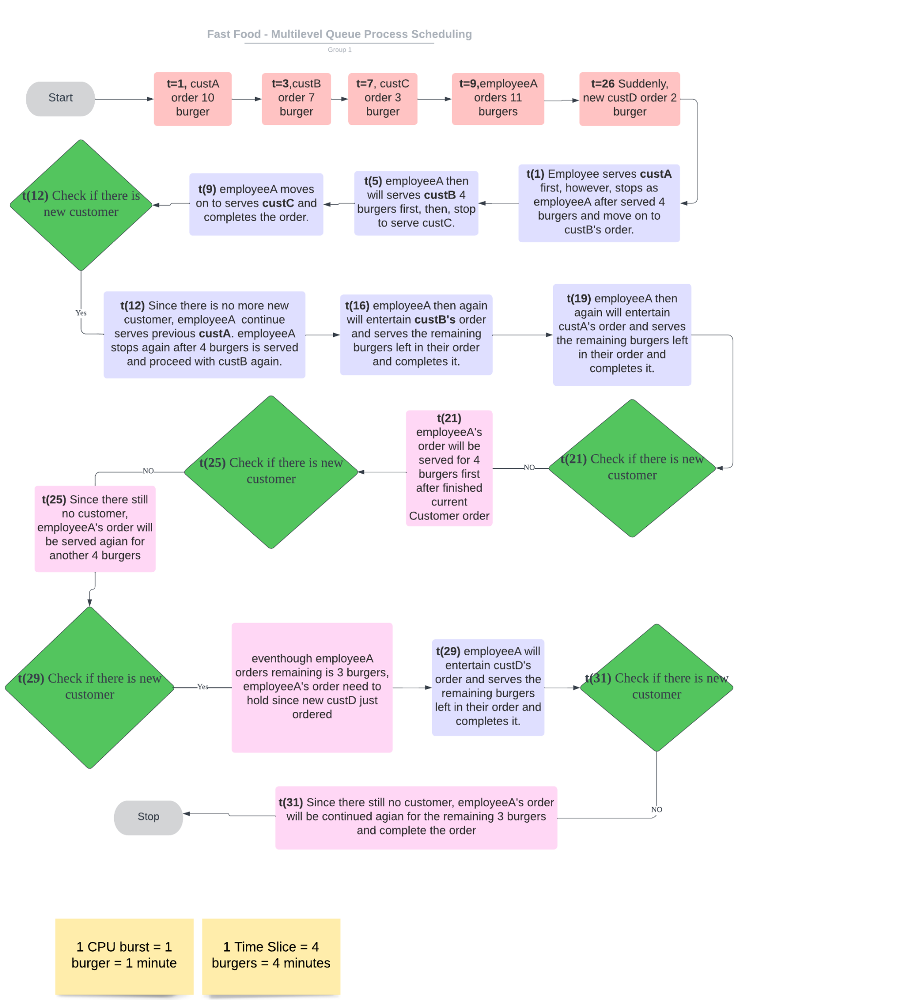 Fast Food - Multilevel Queue Process Scheduling
Group 1
Start
t=1, custA
order 10
burger
t=3,custB
order 7
burger
t=7, custC
order 3
burger
t=9,employeeA
orders 11
burgers
t=26 Suddenly,
new custD order 2
burger
t(1) Employee serves custA
first, however, stops as
employeeA after served 4
burgers and move on to
custB's order.
t(5) employeeA then
will serves custB 4
burgers first, then, stop
to serve custC.
t(9) employeeA moves
on to serves custC and
completes the order.
t(12) Check if there is
new customer
Yes
t(12) Since there is no more new
customer, employeeA  continue
serves previous custA. employeeA
stops again after 4 burgers is served
and proceed with custB again.
t(16) employeeA then again
will entertain custB's order
and serves the remaining
burgers left in their order
and completes it.
t(19) employeeA then
again will entertain
custA's order and serves
the remaining burgers left
in their order and
completes it.
t(21) Check if there is new
customer
NO
t(21)
employeeA's
order will be
served for 4
burgers first
after finished
current
Customer order
t(25) Check if there is new
customer
NO
t(25) Since there still
no customer,
employeeA's order will
be served agian for
another 4 burgers
t(29) Check if there is new
customer
Yes
eventhough employeeA
orders remaining is 3 burgers,
employeeA's order need to
hold since new custD just
ordered
t(29) employeeA will
entertain custD's
order and serves the
remaining burgers
left in their order and
completes it.
t(31) Check if there is new
customer
NO
t(31) Since there still no customer, employeeA's order
will be continued agian for the remaining 3 burgers
and complete the order
Stop
1 CPU burst = 1
burger = 1 minute
1 Time Slice = 4
burgers = 4 minutes